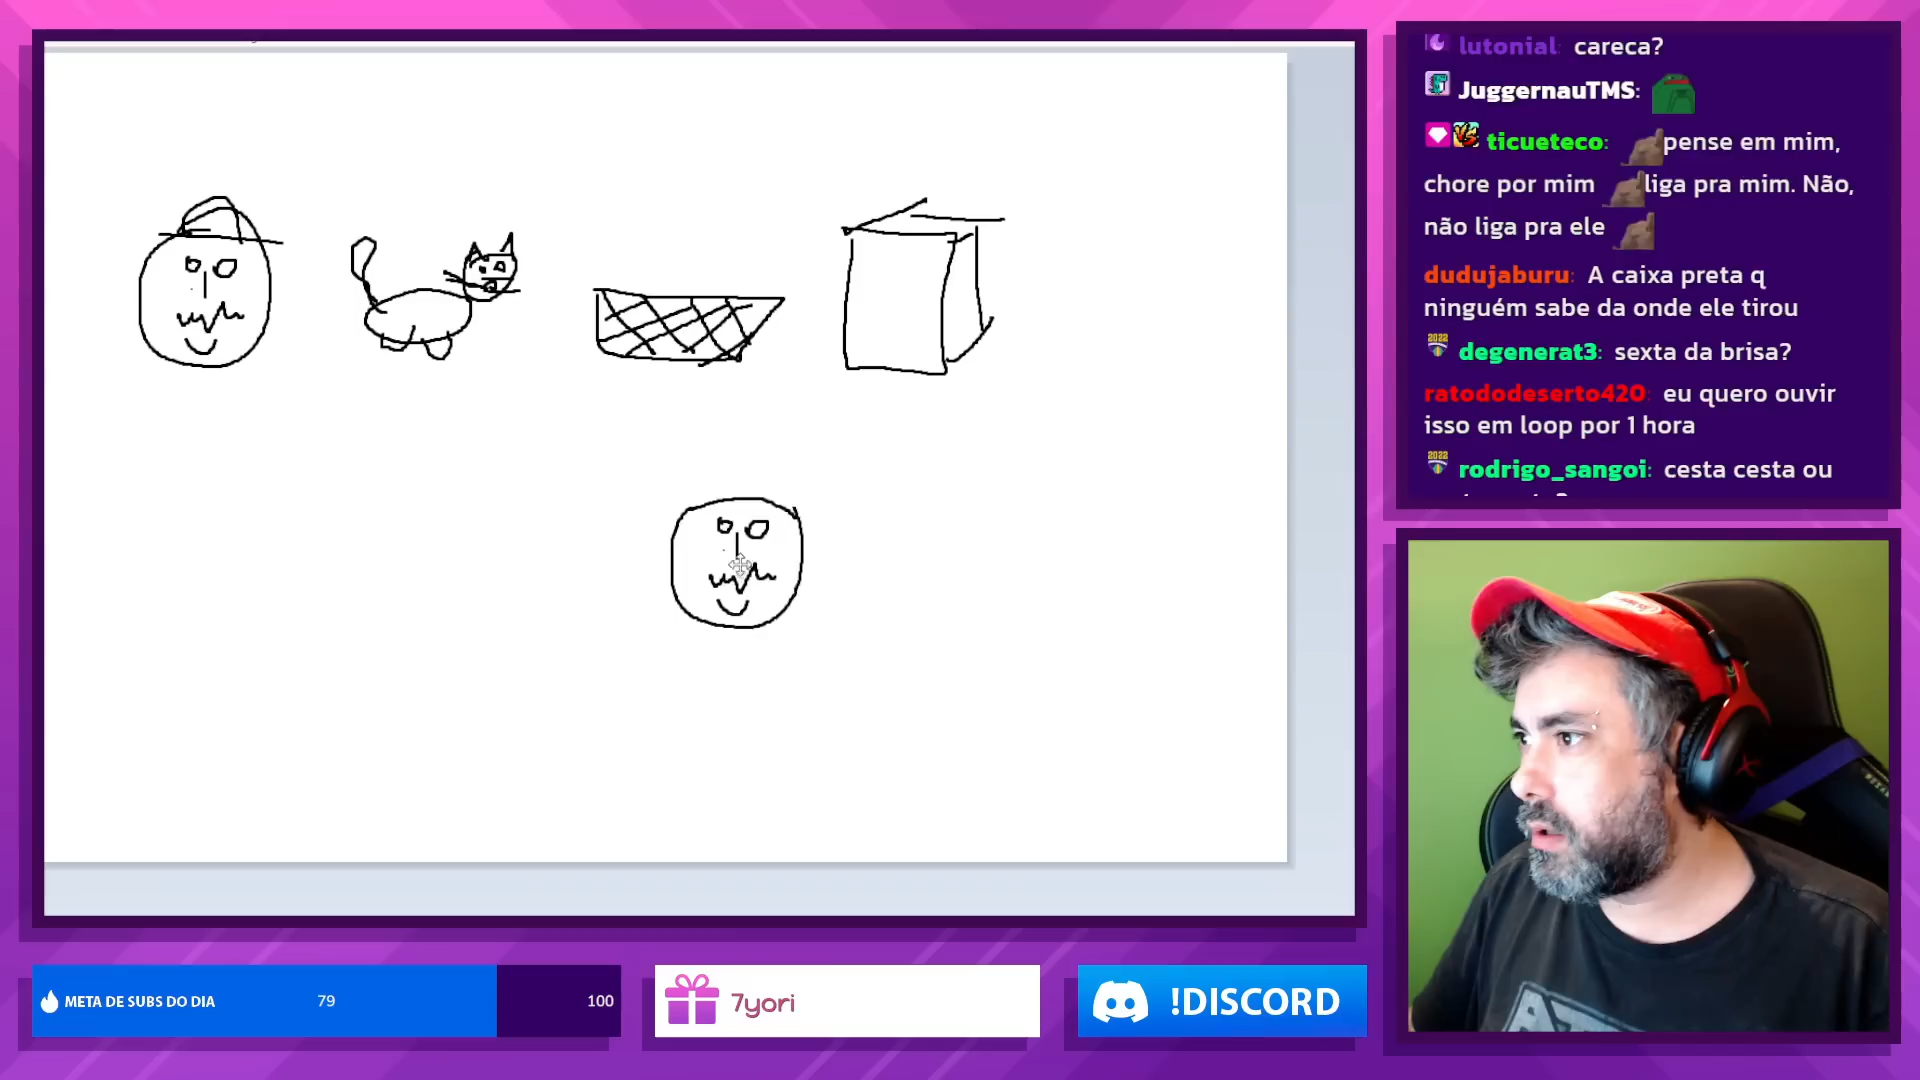 lutonial: careca?
JuggernauTMS:
ticueteco: pense em mim,
chore por mim liga pra mim. Não,
não liga pra ele
dudujaburu: A caixa preta q
ninguém sabe da onde ele tirou
2022
degenerat3: sexta da brisa?
ratododeserto420: eu quero ouvir
isso em loop por 1 hora
2022
rodrigo_sangoi: cesta cesta ou
META DE SUBS DO DIA 79 100
7yori
!DISCORD